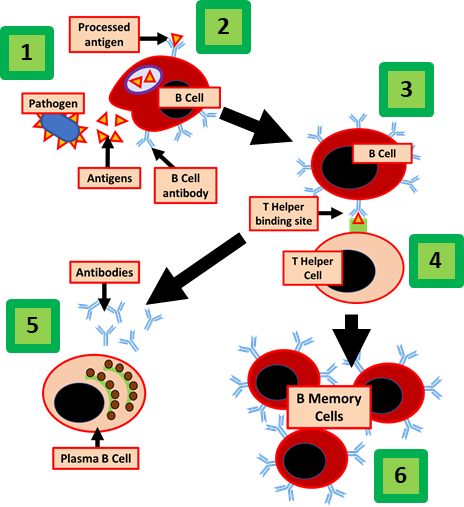 Processed
antigen
2
1
B Cell
Pathogen
3
B Cell
Antigens
B Cell
antibody
T Helper
binding site
4
T Helper
Cell
Antibodies
5
B Memory
Cells
Plasma B Cell
6